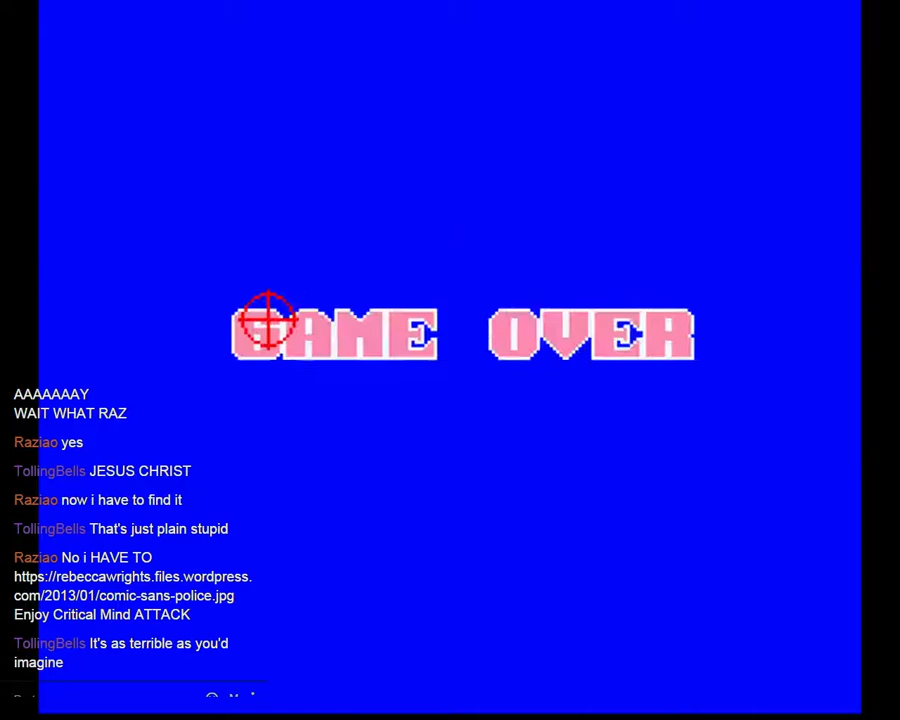 GAME OVER
AAAAAAAY
WAIT WHAT RAZ
Raziao yes
TollingBells JESUS CHRIST
Raziao now i have to find it
TollingBells That's just plain stupid
Raziao No i HAVE TO
https://rebeccawrights.files.wordpress.
com/2013/01/comic-sans-police.jpg
Enjoy Critical Mind ATTACK
TollingBells It's as terrible as you'd
imagine